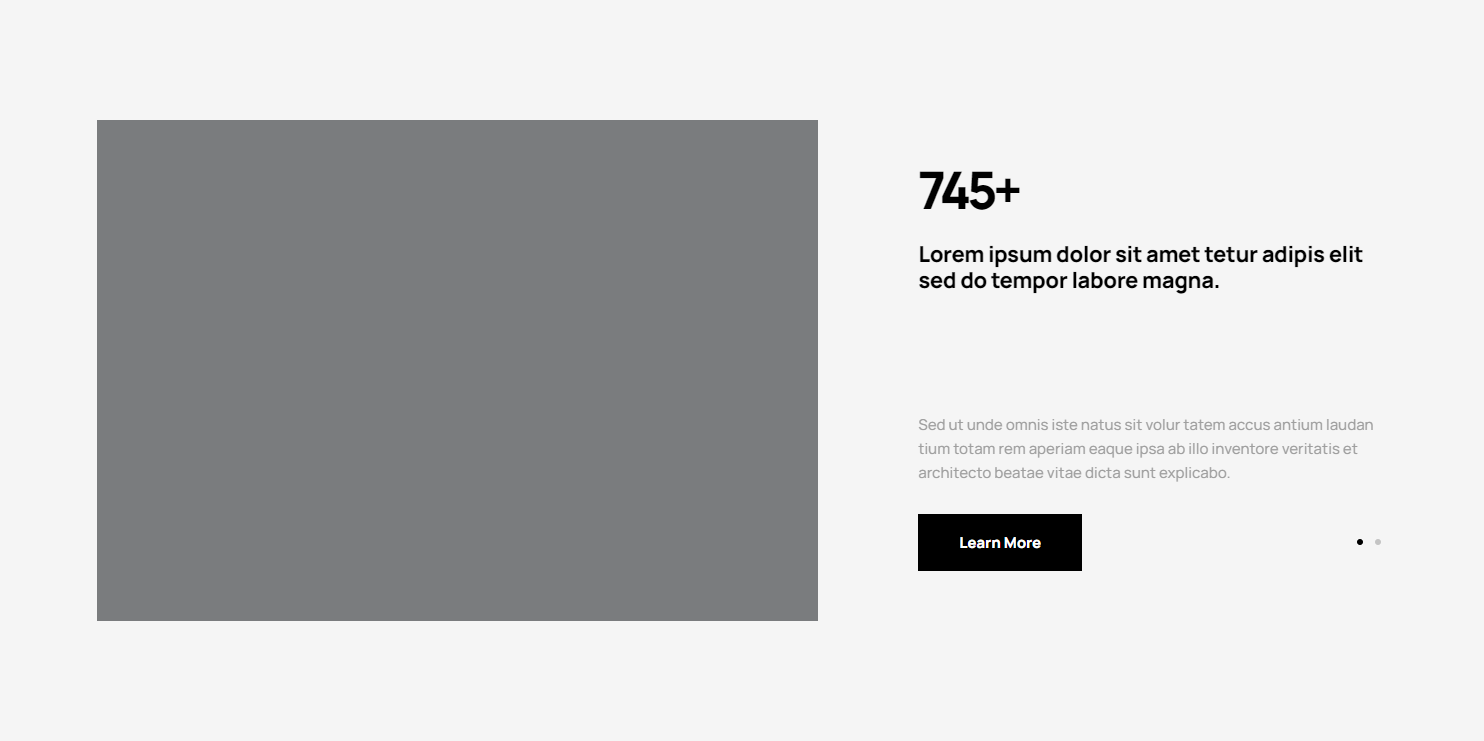 745+
Lorem ipsum dolor sit amet tetur adipis elit
sed do tempor labore magna.
Sed ut unde omnis iste natus sit volur tatem accus antium laudan
tium totam rem aperiam eaque ipsa ab illo inventore veritatis et
architecto beatae vitae dicta sunt explicabo.
Learn More